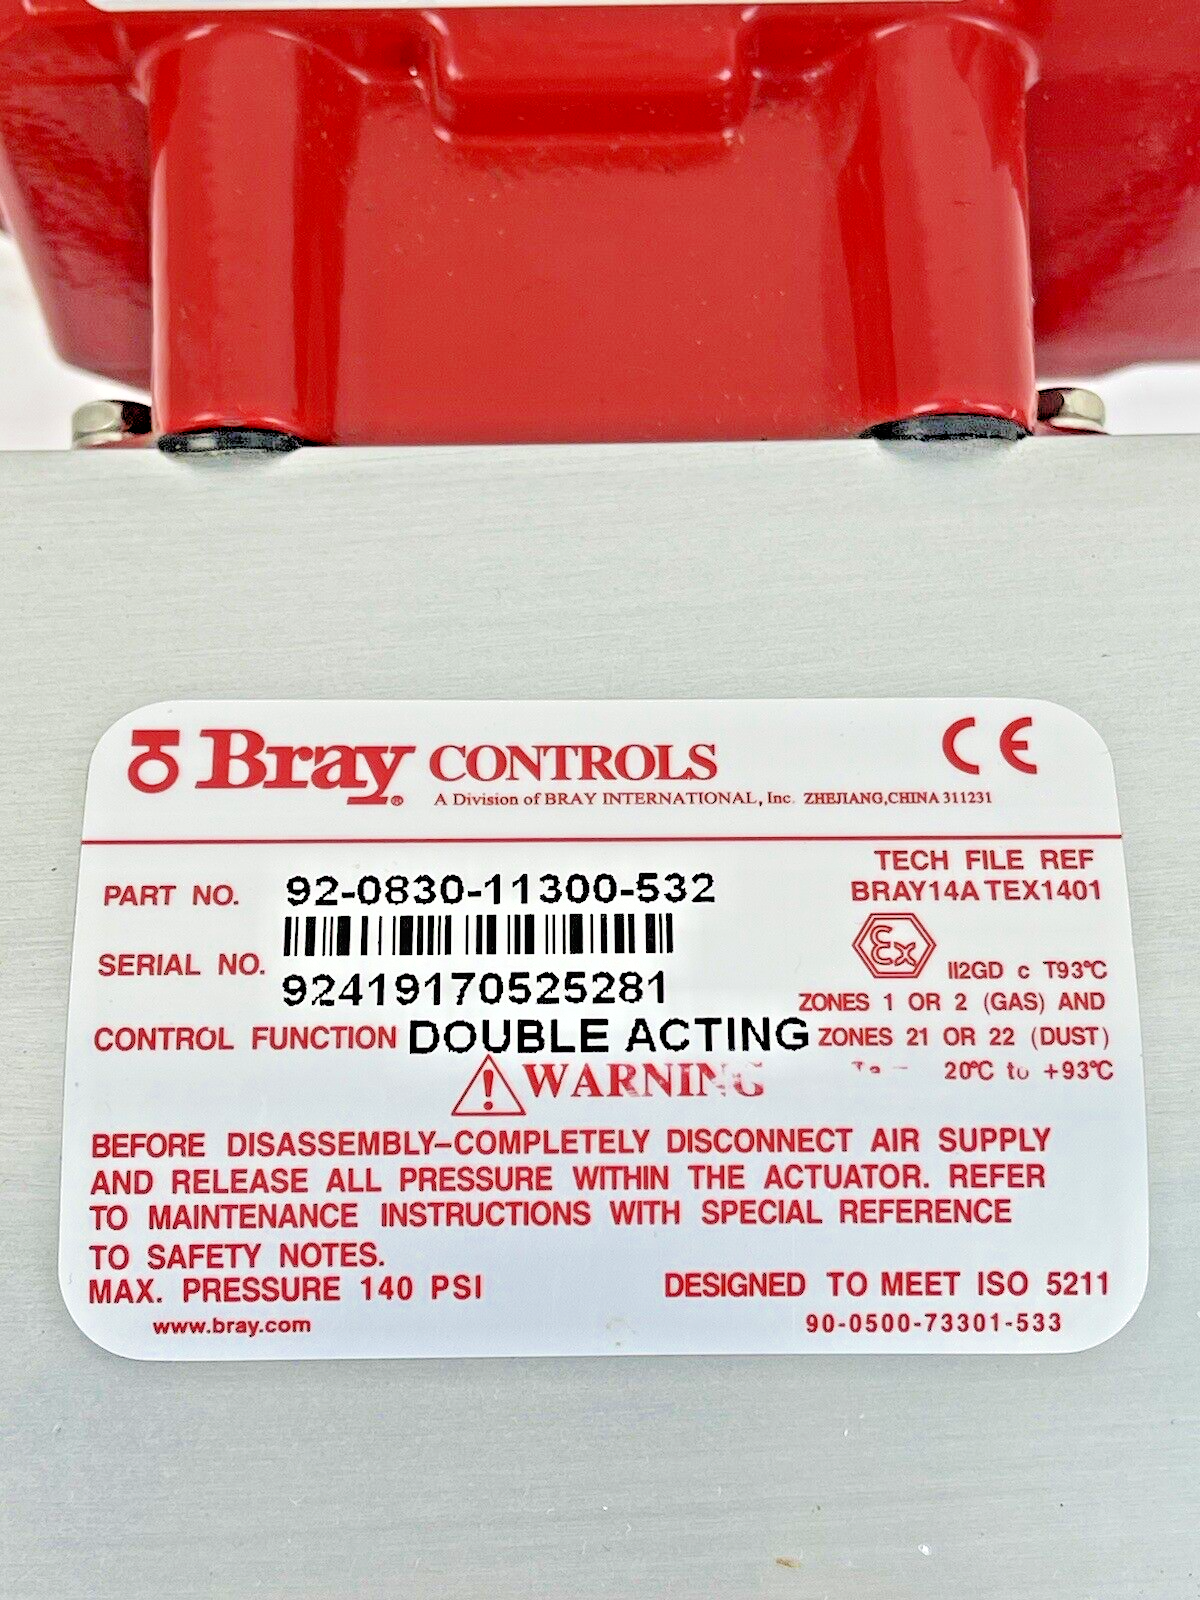 Bray® CONTROLS CE
A Division of BRAY INTERNATIONAL, Inc. ZHEJIANG, CHINA 311231
TECH FILE REF
BRAY14ATEX1401
PART NO. 92-0830-11300-532
SERIAL NO. 92419170525281
Ex II2GD c T93°C
ZONES 1 OR 2 (GAS) AND
CONTROL FUNCTION DOUBLE ACTING
ZONES 21 OR 22 (DUST)
20°C to +93°C
WARNING
BEFORE DISASSEMBLY-COMPLETELY DISCONNECT AIR SUPPLY
AND RELEASE ALL PRESSURE WITHIN THE ACTUATOR. REFER
TO MAINTENANCE INSTRUCTIONS WITH SPECIAL REFERENCE
TO SAFETY NOTES.
MAX. PRESSURE 140 PSI DESIGNED TO MEET ISO 5211
www.bray.com 90-0500-73301-533